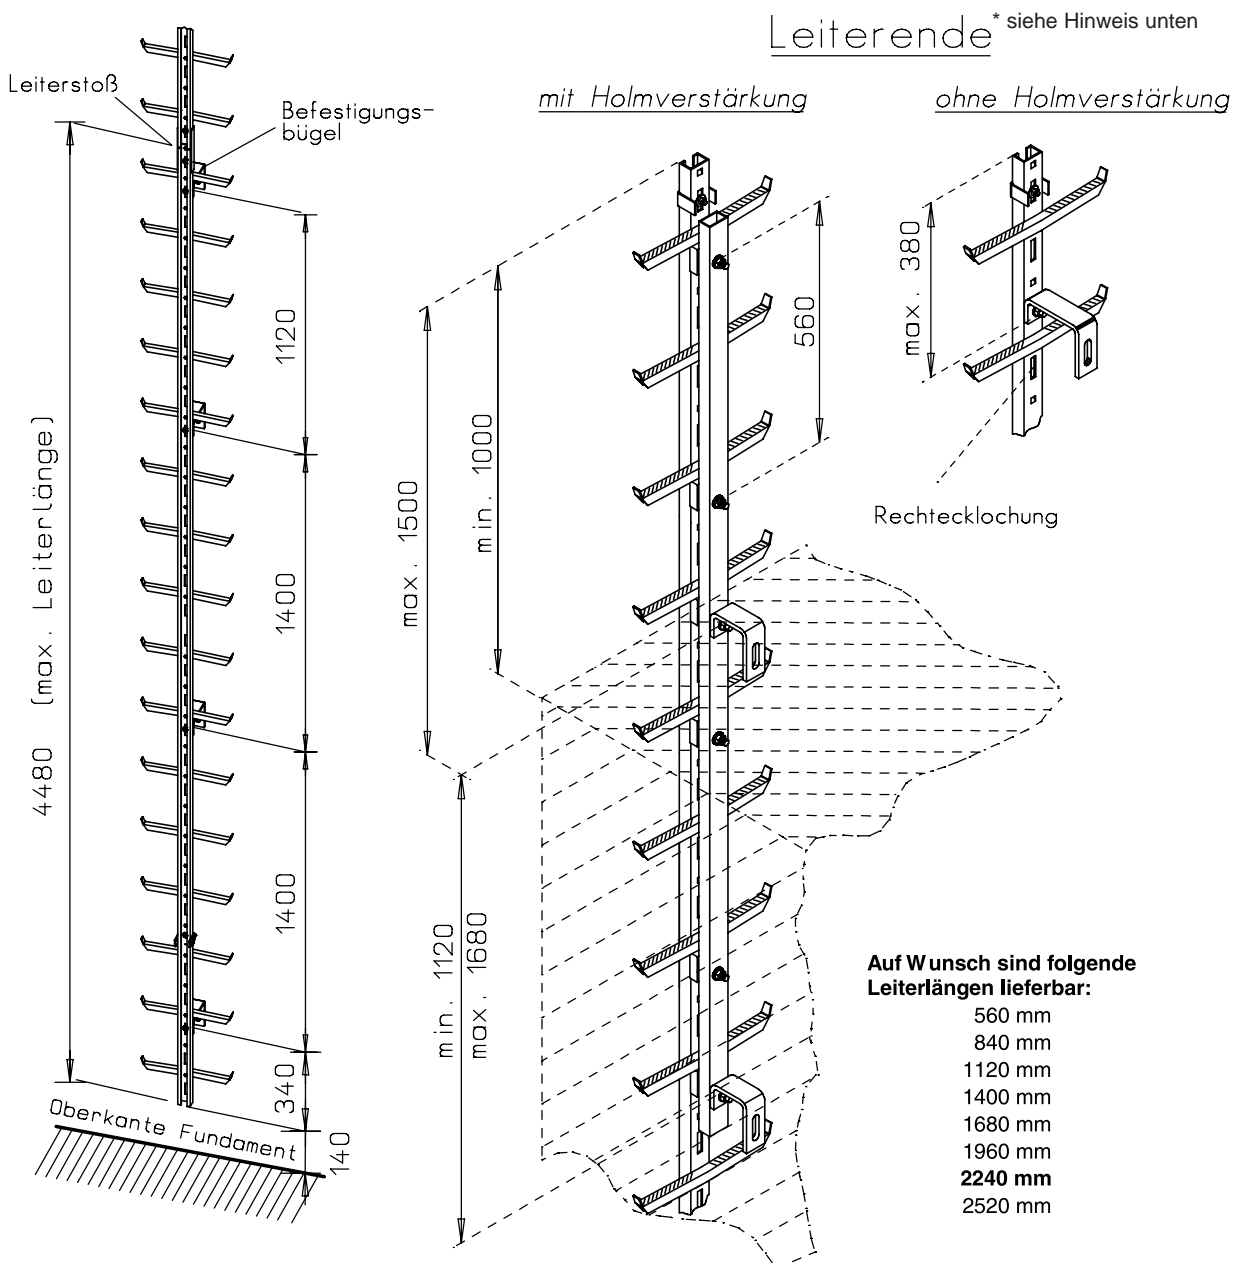 Leiterende * siehe Hinweis unten
mit Holmverstärkung
ohne Holmverstärkung
Leiterstoß
Befestigungs-
bügel
4480 (max. Leiterlänge)
1120
1400
1400
340
140
Oberkante Fundament
max. 1500
min. 1000
560
min. 1120
max. 1680
max. 380
Rechtecklochung
Auf Wunsch sind folgende
Leiterlängen lieferbar:
560 mm
840 mm
1120 mm
1400 mm
1680 mm
1960 mm
2240 mm
2520 mm